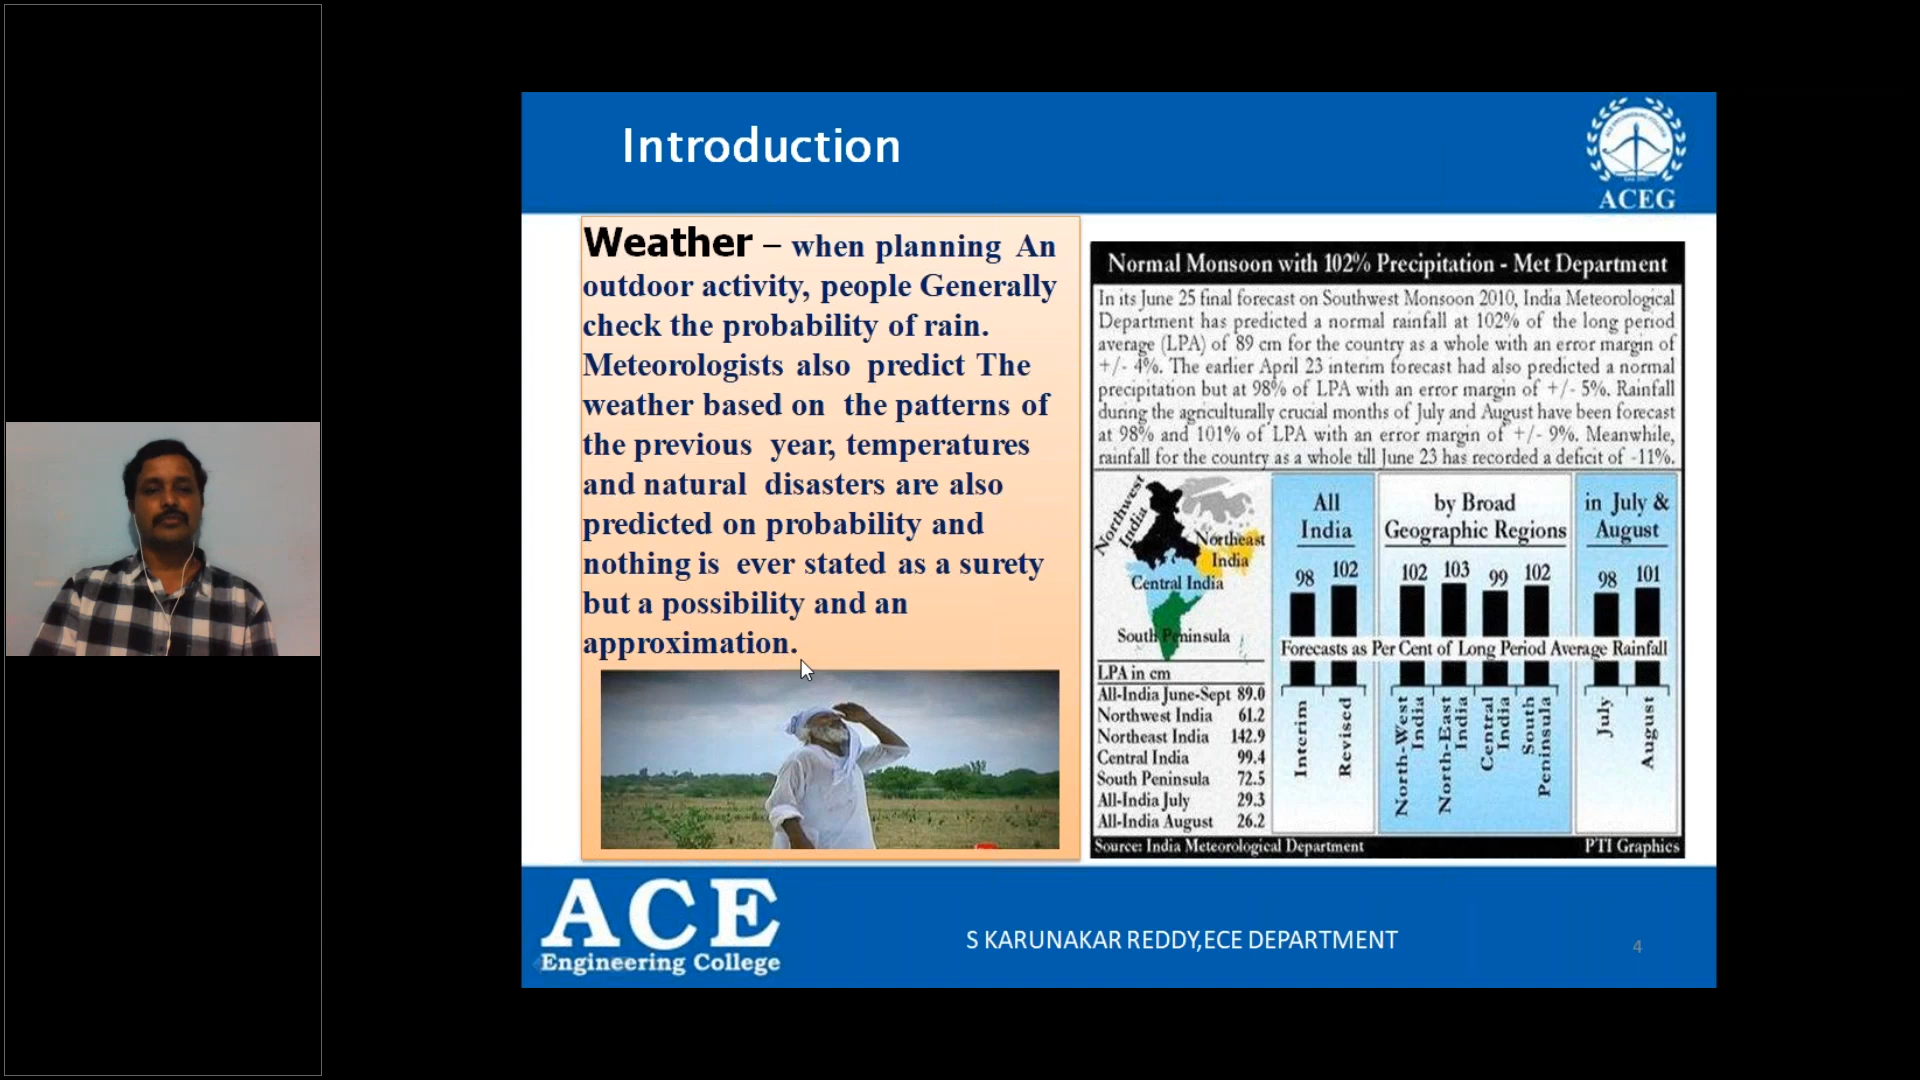 Introduction
ACEG
Weather – when planning An
outdoor activity, people Generally
check the probability of rain.
Meteorologists also predict The
weather based on the patterns of
the previous year, temperatures
and natural disasters are also
predicted on probability and
nothing is ever stated as a surety
but a possibility and an
approximation.
Normal Monsoon with 102% Precipitation - Met Department
In its June 25 final forecast on Southwest Monsoon 2010, India Meteorological
Department has predicted a normal rainfall at 102% of the long period
average (LPA) of 89 cm for the country as a whole with an error margin of
+/- 4%. The earlier April 23 interim forecast had also predicted a normal
precipitation but at 98% of LPA with an error margin of +/- 5%. Rainfall
during the agriculturally crucial months of July and August have been forecast
at 98% and 101% of LPA with an error margin of +/- 9%. Meanwhile,
rainfall for the country as a whole till June 23 has recorded a deficit of -11%.
Northwest
India
Northeast
India
Central India
South Peninsula
LPA in cm
All-India June-Sept 89.0
Northwest India 61.2
Northeast India 142.9
Central India 99.4
South Peninsula 72.5
All-India July 29.3
All-India August 26.2
All
India
98 102
by Broad
Geographic Regions
102 103 99 102
in July &
August
98 101
Forecasts as Per Cent of Long Period Average Rainfall
Interim
Revised
North-West
India
North-East
India
Central
India
South
Peninsula
July
August
Source: India Meteorological Department
PTI Graphics
ACE
Engineering College
S KARUNAKAR REDDY,ECE DEPARTMENT
4